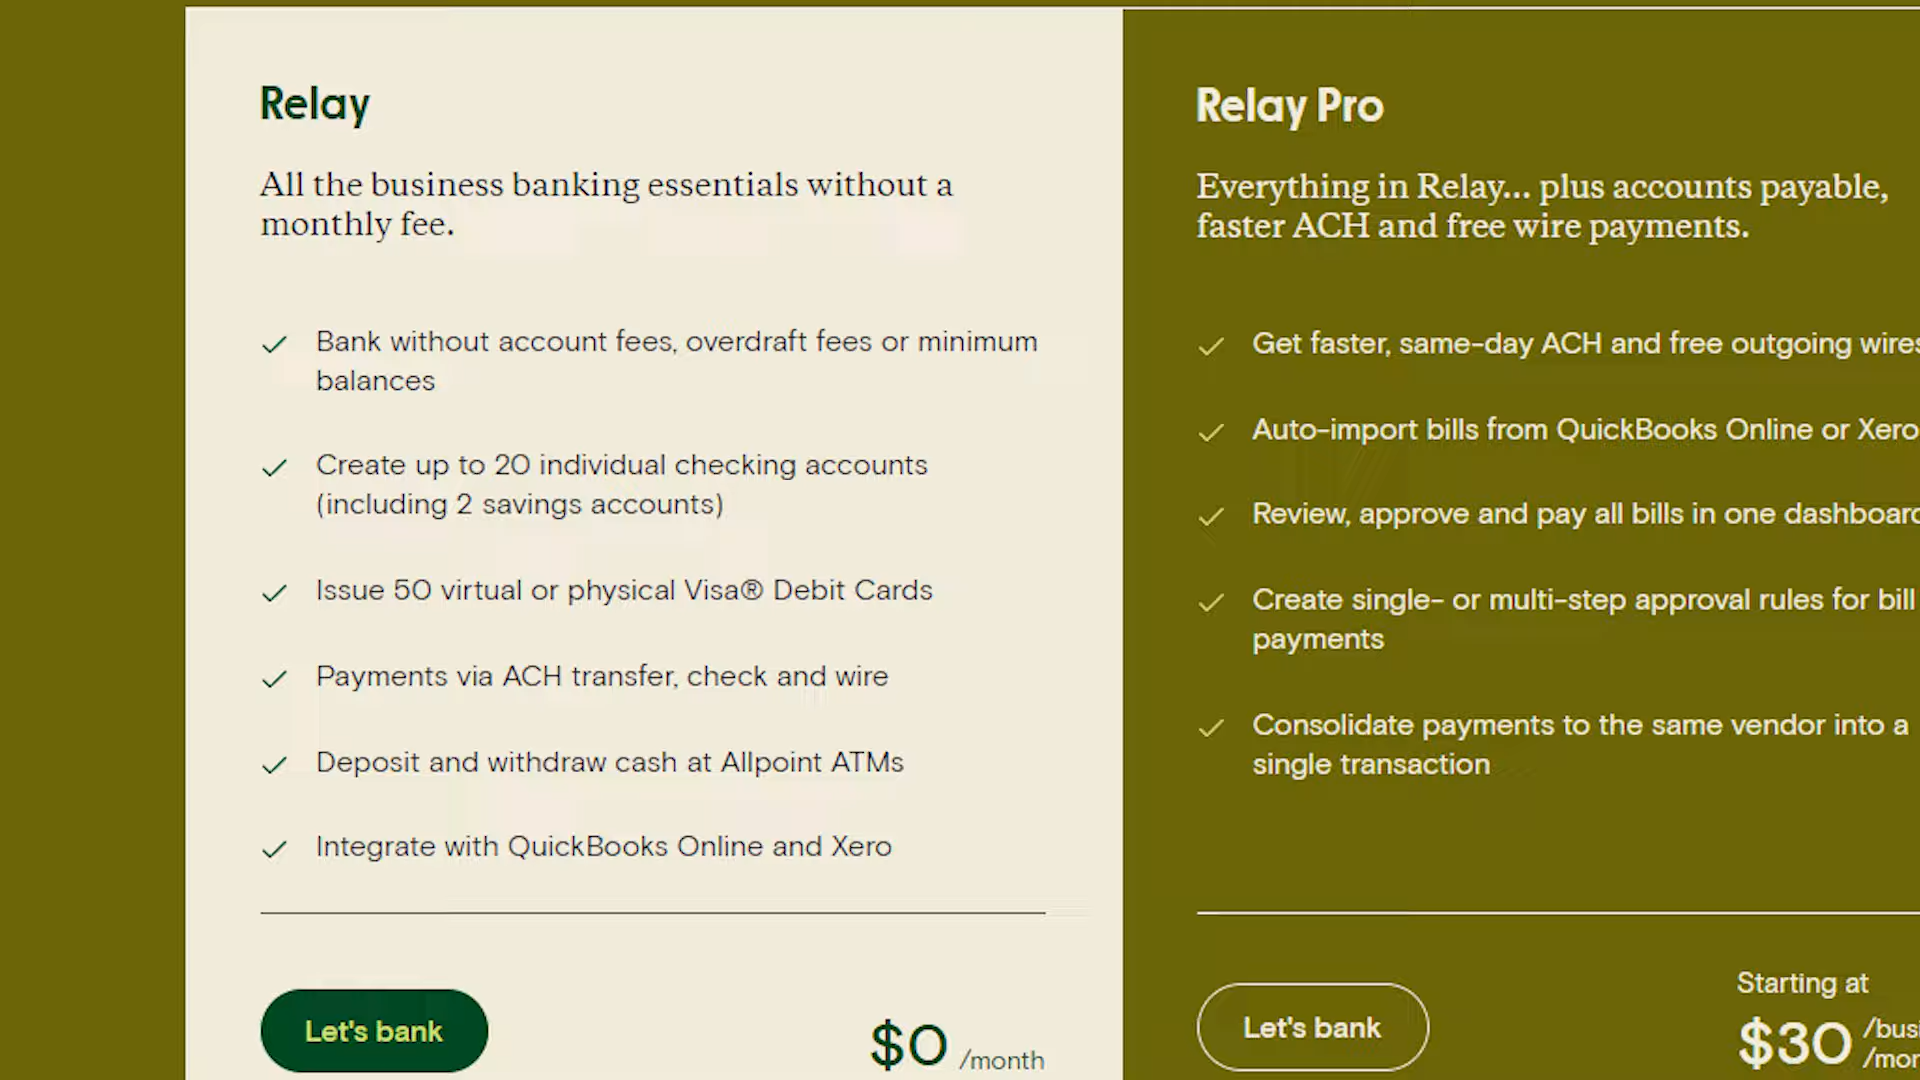 Relay
All the business banking essentials without a
monthly fee.
Bank without account fees, overdraft fees or minimum
balances
Create up to 20 individual checking accounts
(including 2 savings accounts)
Issue 50 virtual or physical Visa® Debit Cards
Payments via ACH transfer, check and wire
Deposit and withdraw cash at Allpoint ATMs
Integrate with QuickBooks Online and Xero
Let's bank
$0 /month
Relay Pro
Everything in Relay... plus accounts payable,
faster ACH and free wire payments.
Get faster, same-day ACH and free outgoing wires
Auto-import bills from QuickBooks Online or Xero
Review, approve and pay all bills in one dashboard
Create single- or multi-step approval rules for bill
payments
Consolidate payments to the same vendor into a
single transaction
Let's bank
Starting at
$30